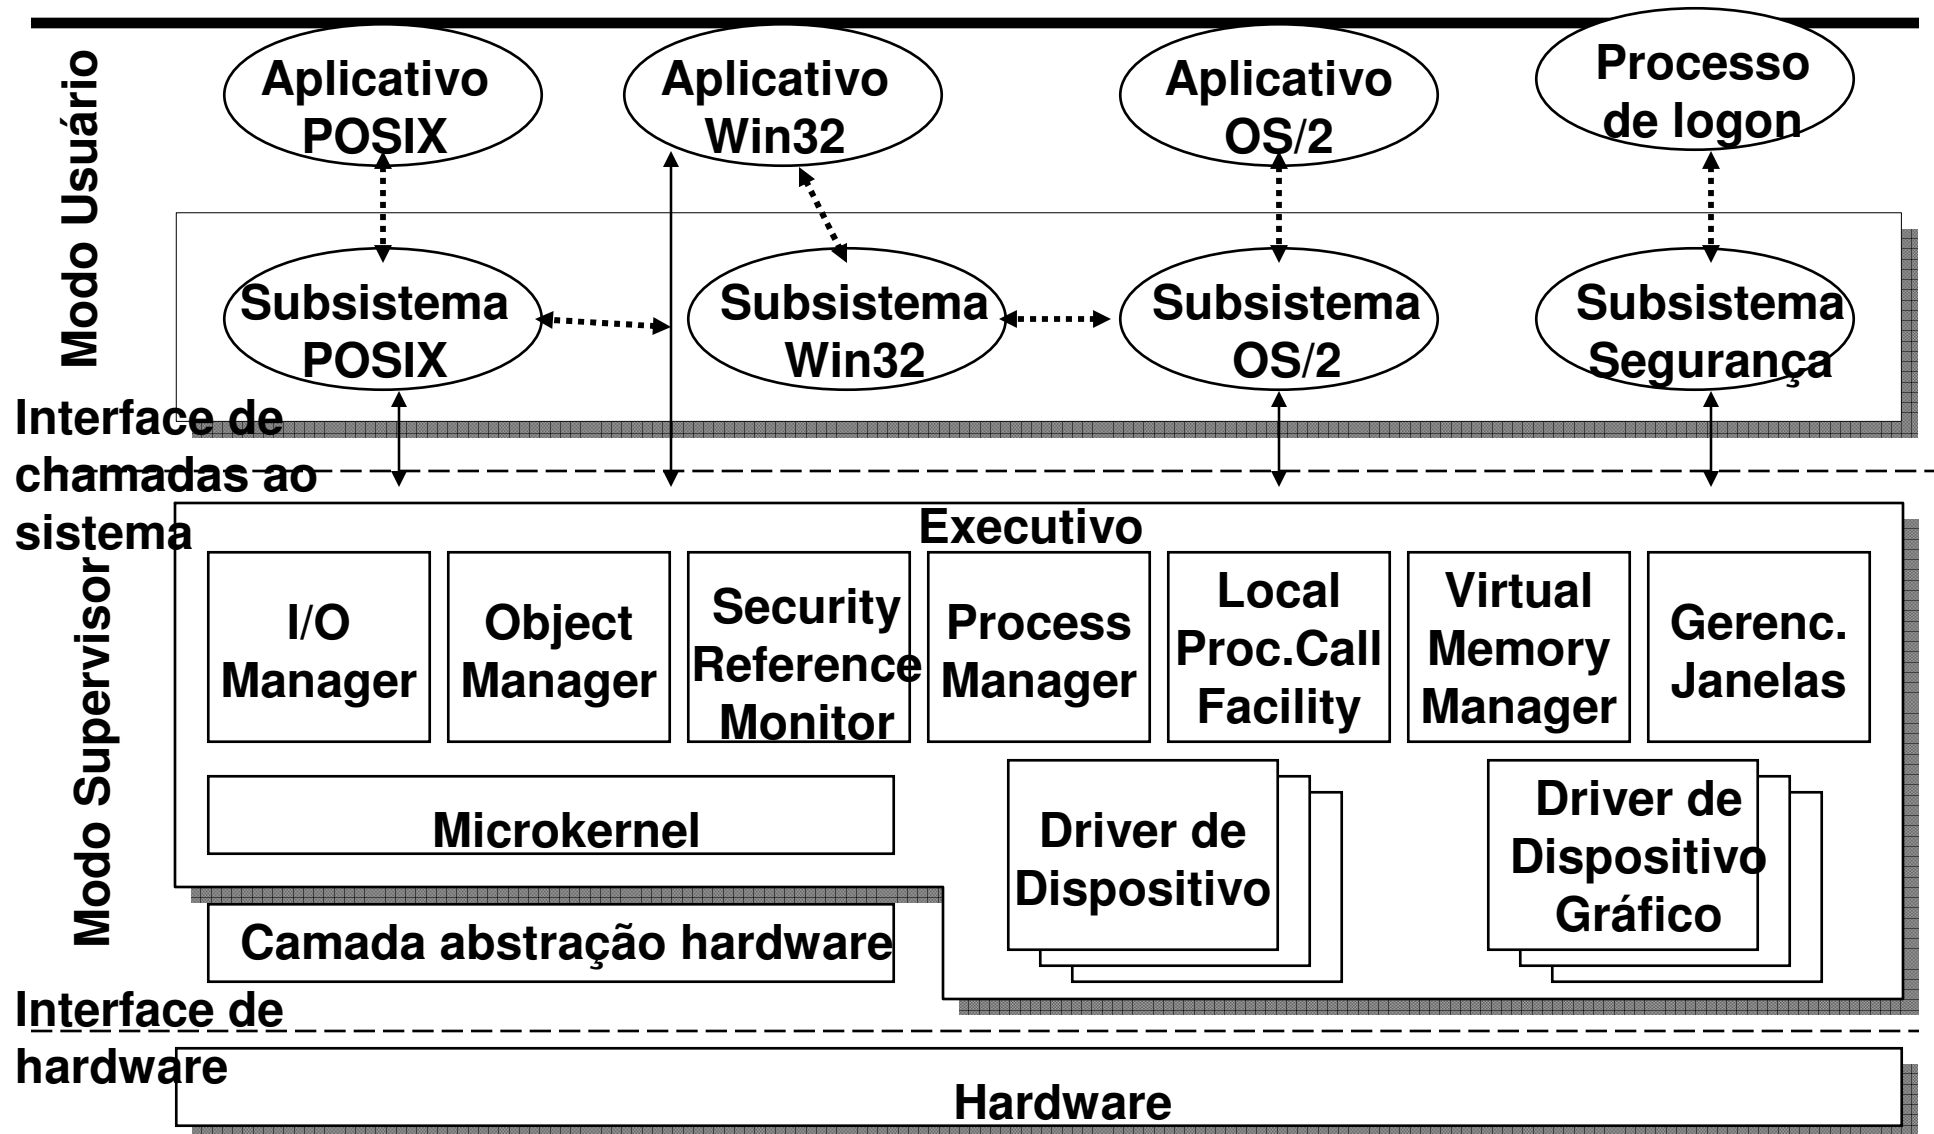 Modo Usuário
Aplicativo
POSIX
Aplicativo
Win32
Aplicativo
OS/2
Processo
de logon
Subsistema
POSIX
Subsistema
Win32
Subsistema
OS/2
Subsistema
Segurança
Interface de
chamadas ao
sistema
Modo Supervisor
Executivo
I/O
Manager
Object
Manager
Security
Reference
Monitor
Process
Manager
Local
Proc.Call
Facility
Virtual
Memory
Manager
Gerenc.
Janelas
Microkernel
Driver de
Dispositivo
Driver de
Dispositivo
Gráfico
Camada abstração hardware
Interface de
hardware
Hardware